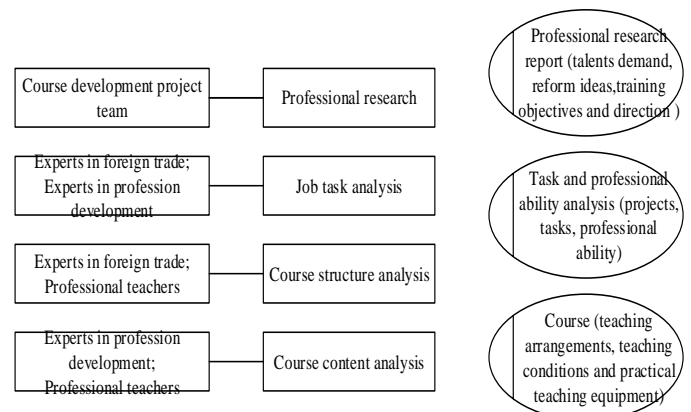 Course development project
team
Professional research
Professional research
report (talents demand,
reform ideas,training
objectives and direction )
Experts in foreign trade;
Experts in profession
development
Job task analysis
Task and professional
ability analysis (projects,
tasks, professional
ability)
Experts in foreign trade;
Professional teachers
Course structure analysis
Experts in profession
development;
Professional teachers
Course content analysis
Course (teaching
arrangements, teaching
conditions and practical
teaching equipment)